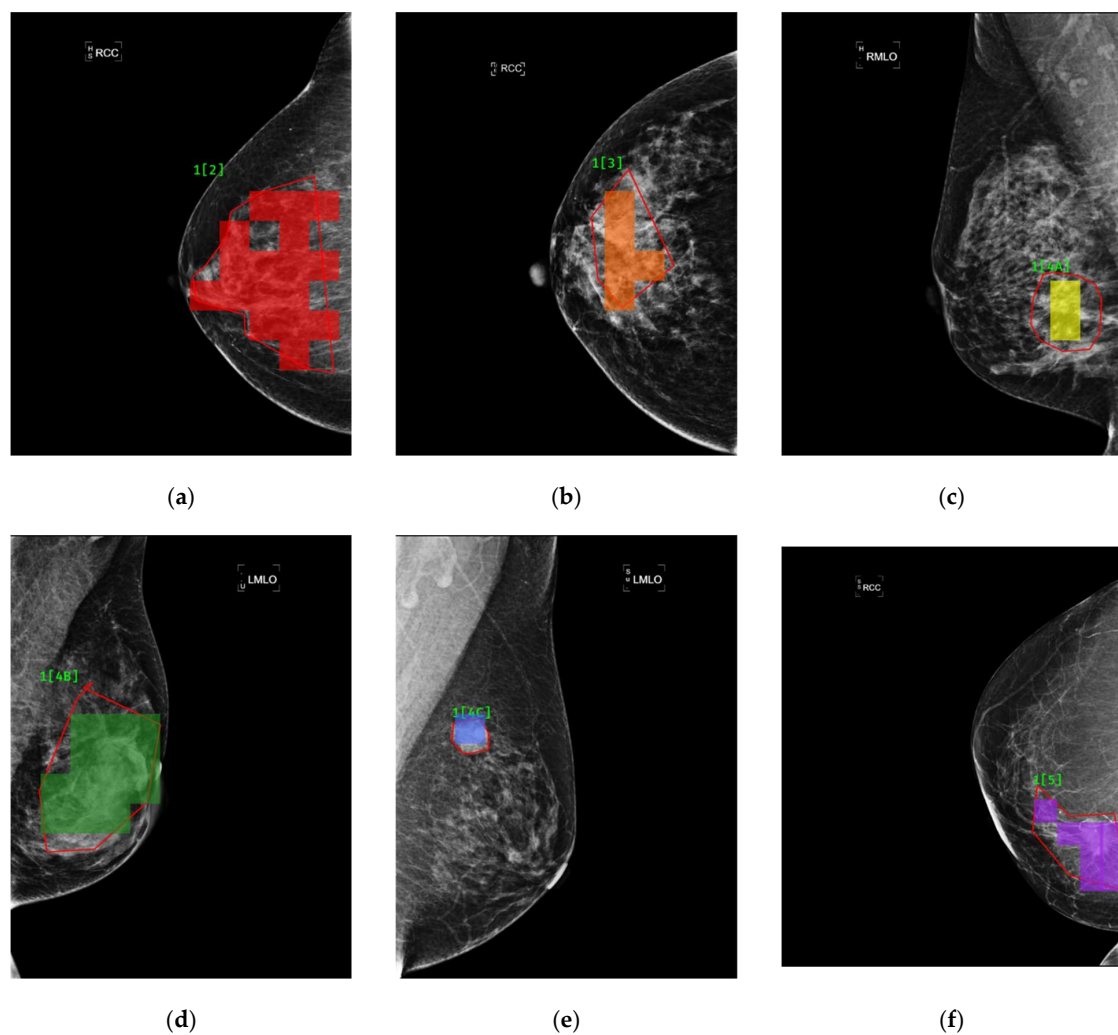 H
S
RCC
1[2]
RCC
1[3]
H
RMLO
1[4A]
(a)
(b)
(c)
U
LMLO
1[4B]
S
u
LMLO
1[4C]
RCC
1[5]
(d)
(e)
(f)